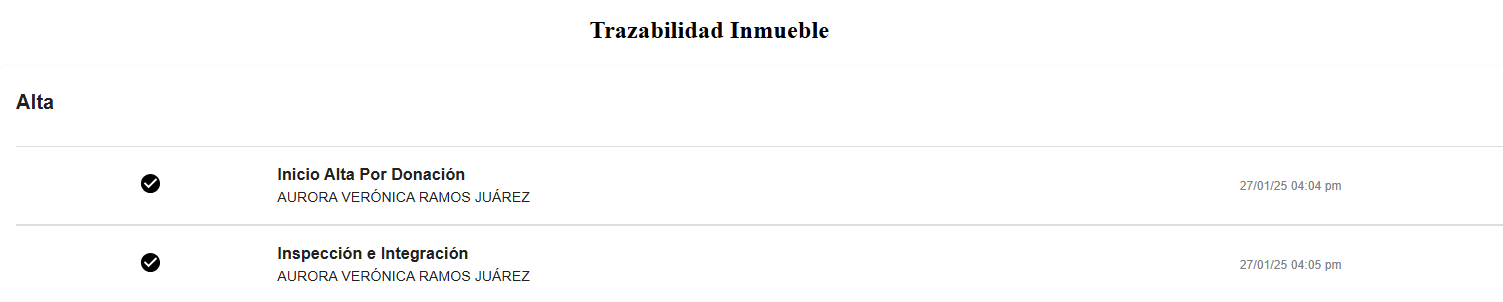 Trazabilidad Inmueble
Alta
Inicio Alta Por Donación
AURORA VERÓNICA RAMOS JUÁREZ
27/01/25 04:04 pm
Inspección e Integración
AURORA VERÓNICA RAMOS JUÁREZ
27/01/25 04:05 pm